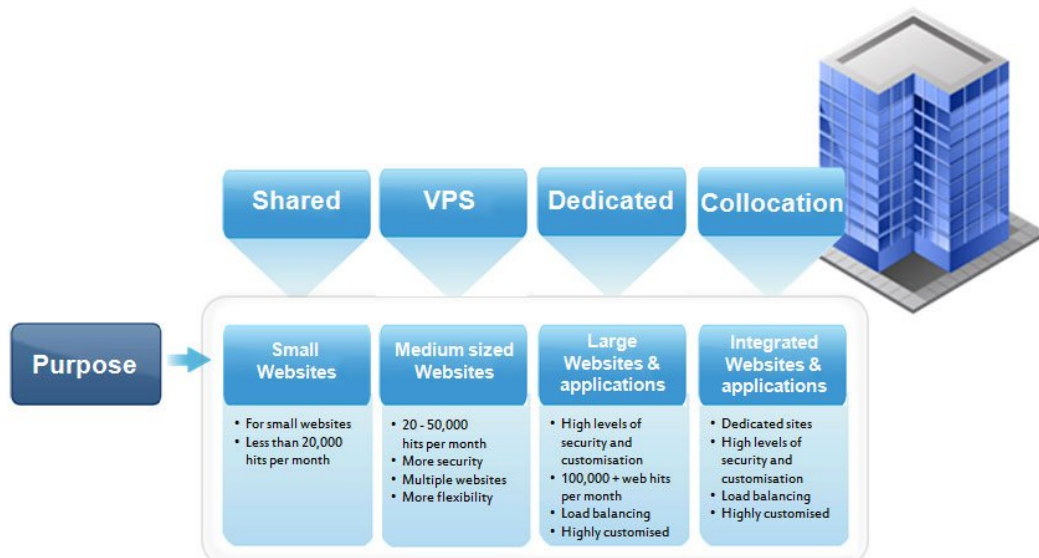 Shared
VPS
Dedicated
Collocation
Purpose
Small
Websites
• For small websites
• Less than 20,000
hits per month
Medium sized
Websites
• 20 - 50,000
hits per month
• More security
• Multiple websites
• More flexibility
Large
Websites &
applications
• High levels of
security and
customisation
• 100,000 + web hits
per month
• Load balancing
• Highly customised
Integrated
Websites &
applications
• Dedicated sites
• High levels of
security and
customisation
• Load balancing
• Highly customised